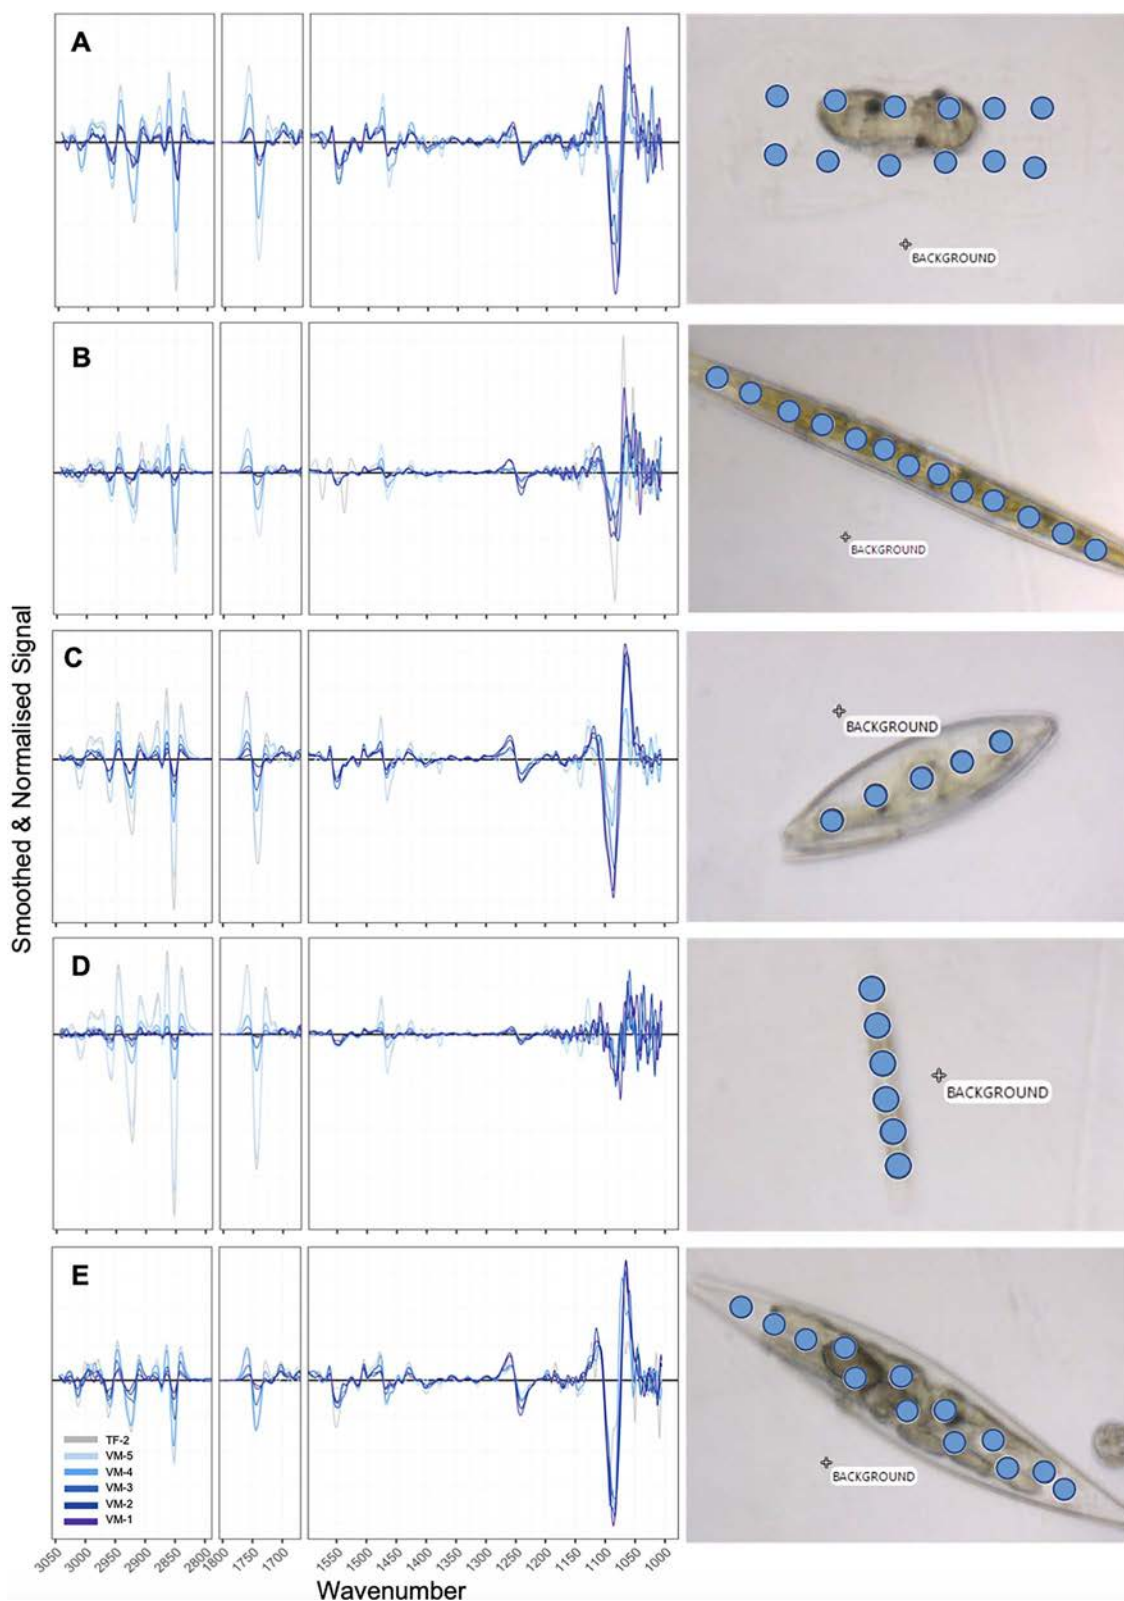 A
BACKGROUND
B
BACKGROUND
C
BACKGROUND
D
BACKGROUND
E
BACKGROUND
Smoothed & Normalised Signal
TF-2
VM-5
VM-4
VM-3
VM-2
VM-1
3050 3000 2950 2900 2850 2800 1800 1750 1700 1550 1500 1450 1400 1350 1300 1250 1200 1150 1100 1050 1000
Wavenumber